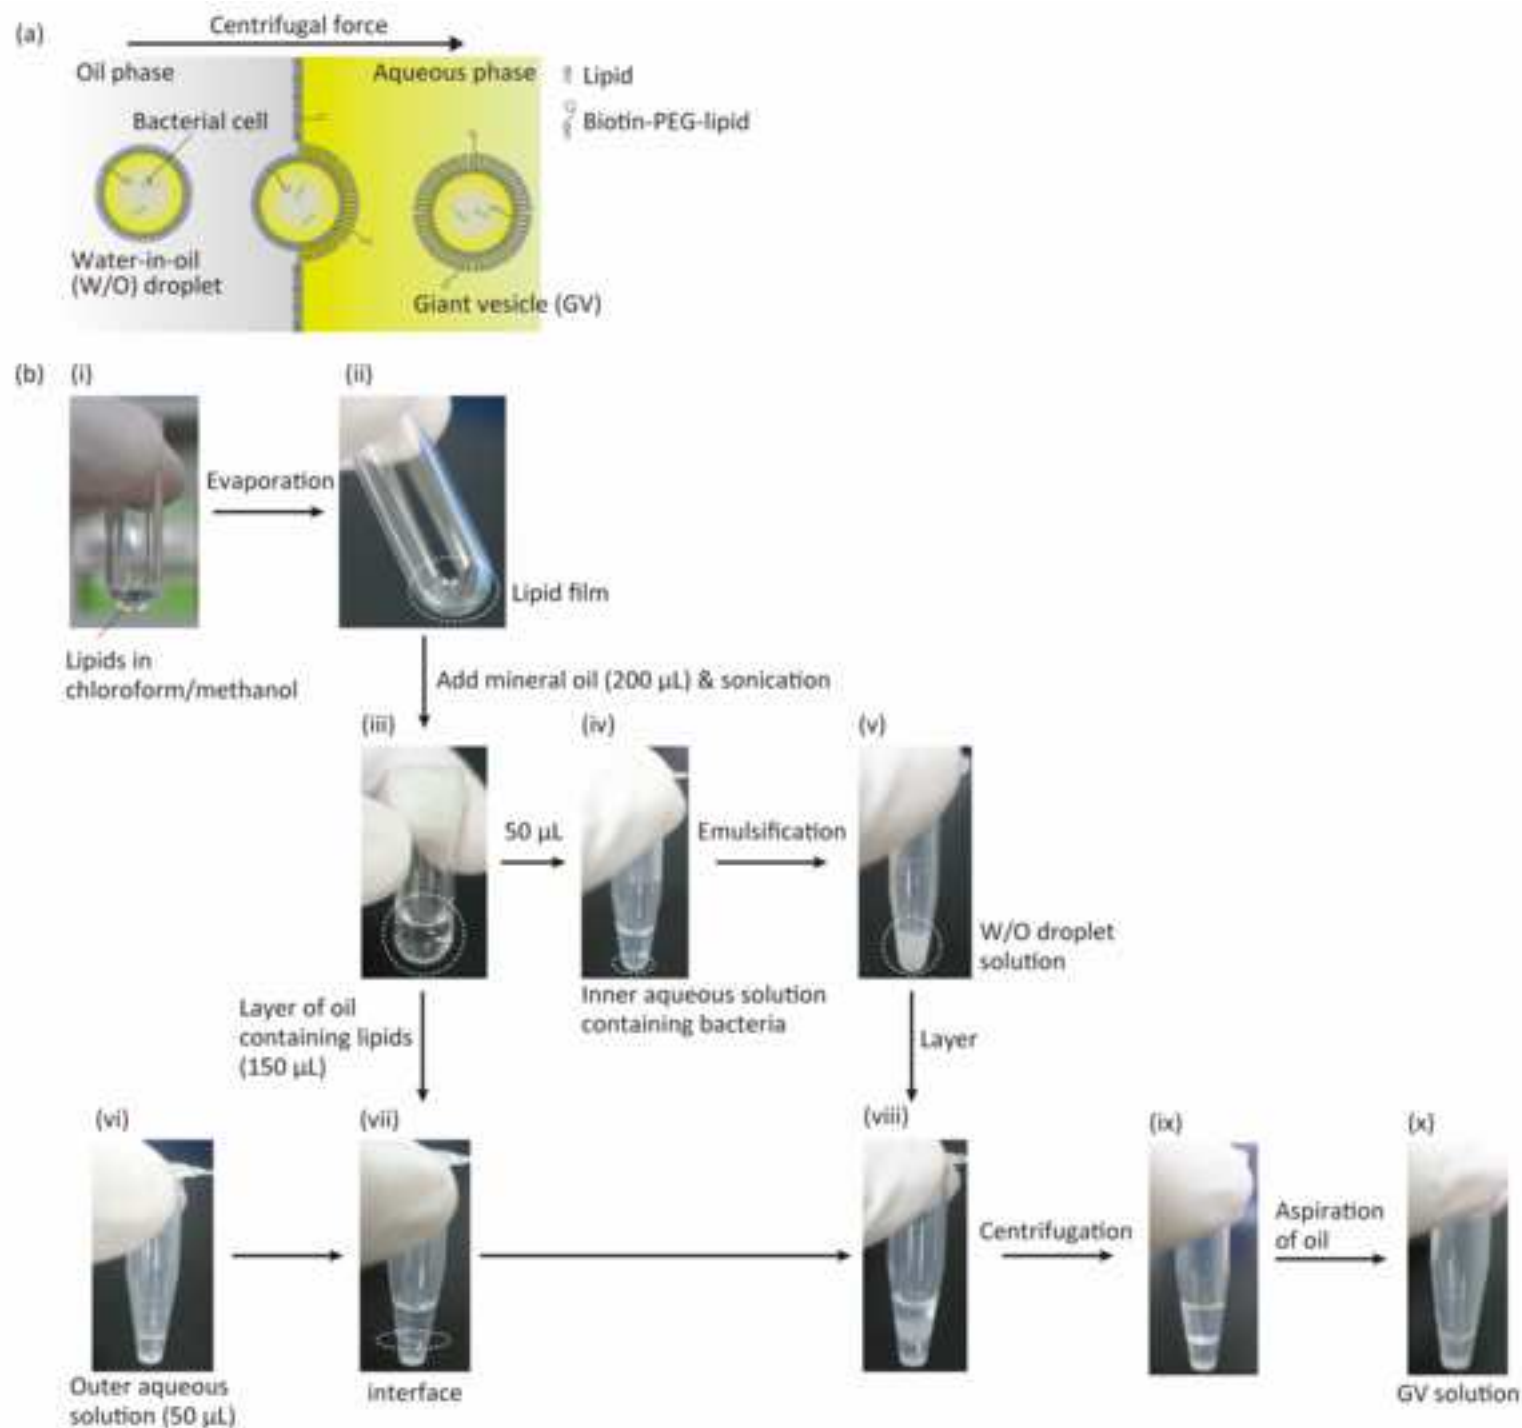 (a)
Centrifugal force
Oil phase
Aqueous phase
Lipid
Bacterial cell
Biotin-PEG-lipid
Water-in-oil
(W/O) droplet
Giant vesicle (GV)
(b)
(i)
(ii)
Evaporation
Lipid film
Lipids in
chloroform/methanol
Add mineral oil (200 µL) & sonication
(iii)
(iv)
(v)
50 µL
Emulsification
W/O droplet
solution
Inner aqueous solution
containing bacteria
Layer of oil
containing lipids
(150 µL)
Layer
(vi)
(vii)
(viii)
(ix)
(x)
Centrifugation
Aspiration
of oil
Outer aqueous
solution (50 µL)
interface
GV solution